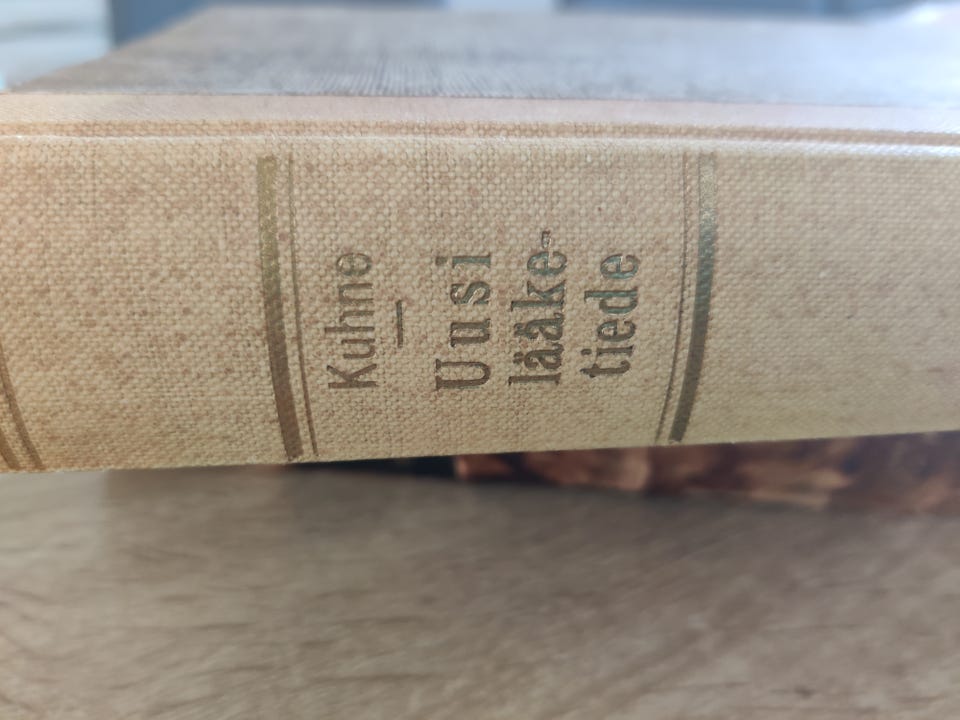 Kuhne
—
Uusi
lääke-
tiede